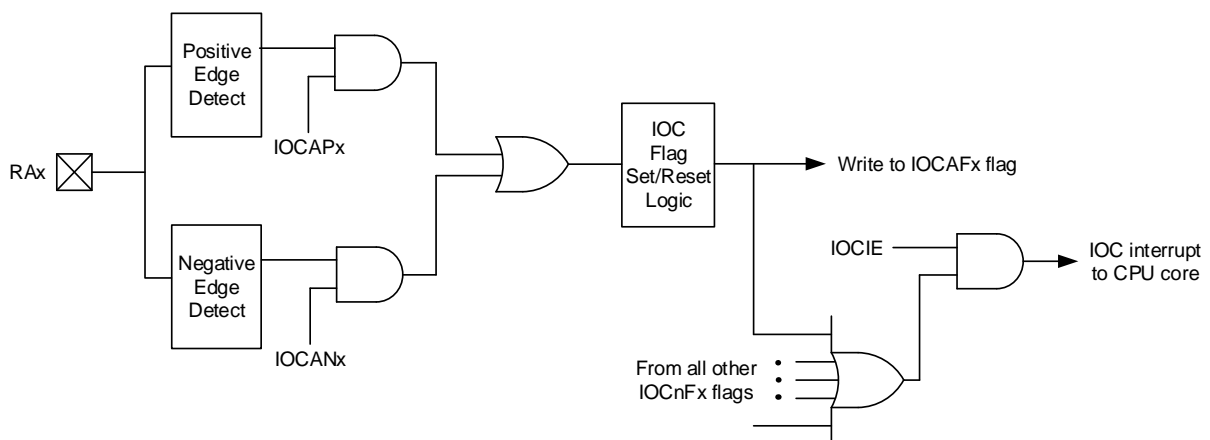 Positive
Edge
Detect
IOCAPx
RAx
Negative
Edge
Detect
IOCANx
IOC
Flag
Set/Reset
Logic
Write to IOCAFx flag
IOCIE
IOC interrupt
to CPU core
From all other
IOCnFx flags